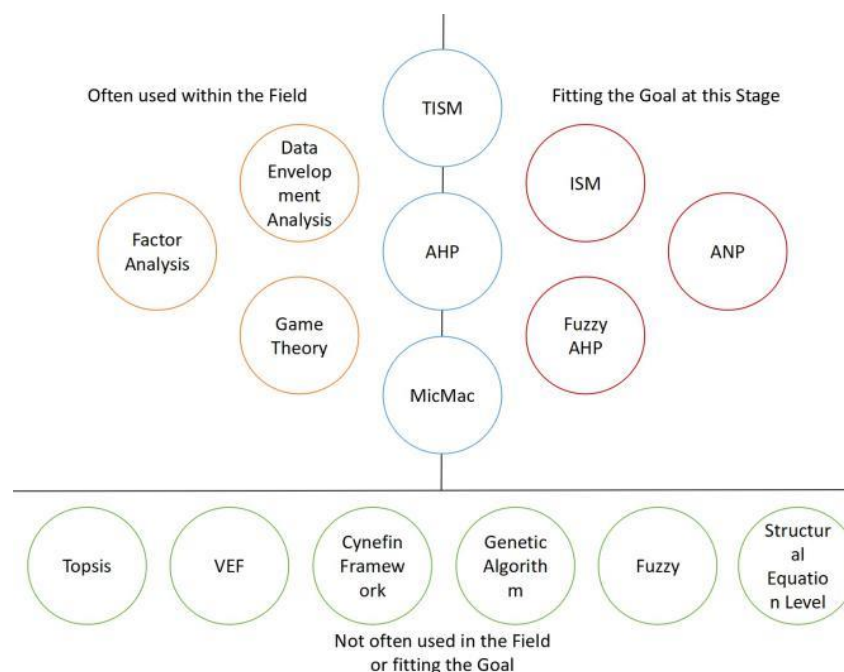 Often used within the Field
Fitting the Goal at this Stage
TISM
Data
Envelop
ment
Analysis
ISM
Factor
Analysis
AHP
ANP
Game
Theory
Fuzzy
AHP
MicMac
Topsis
VEF
Cynefin
Framew
ork
Genetic
Algorith
m
Fuzzy
Structur
al
Equatio
n Level
Not often used in the Field
or fitting the Goal